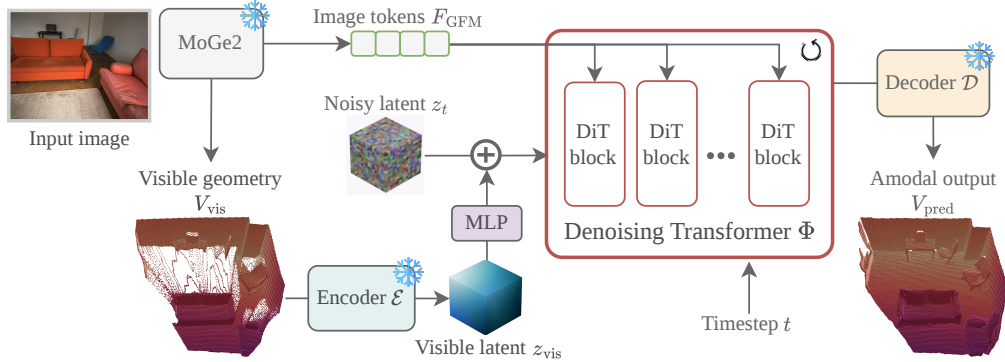 MoGe2
Image tokens F_GFM
Input image
Noisy latent z_t
Visible geometry
V_vis
MLP
Encoder ℰ
Visible latent z_vis
DiT
block
DiT
block
DiT
block
Denoising Transformer Φ
Timestep t
Decoder 𝒟
Amodal output
V_pred